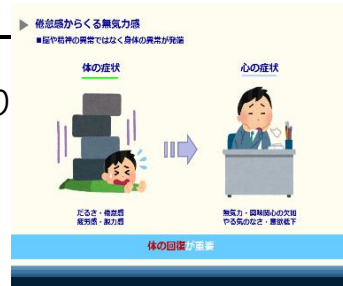 倦怠感からくる無気力感
■脳や精神の異常ではなく身体の異常が発端
体の症状
心の症状
だるさ・倦怠感
疲労感・脱力感
無気力・興味関心の欠如
やる気のなさ・意欲低下
体の回復が重要